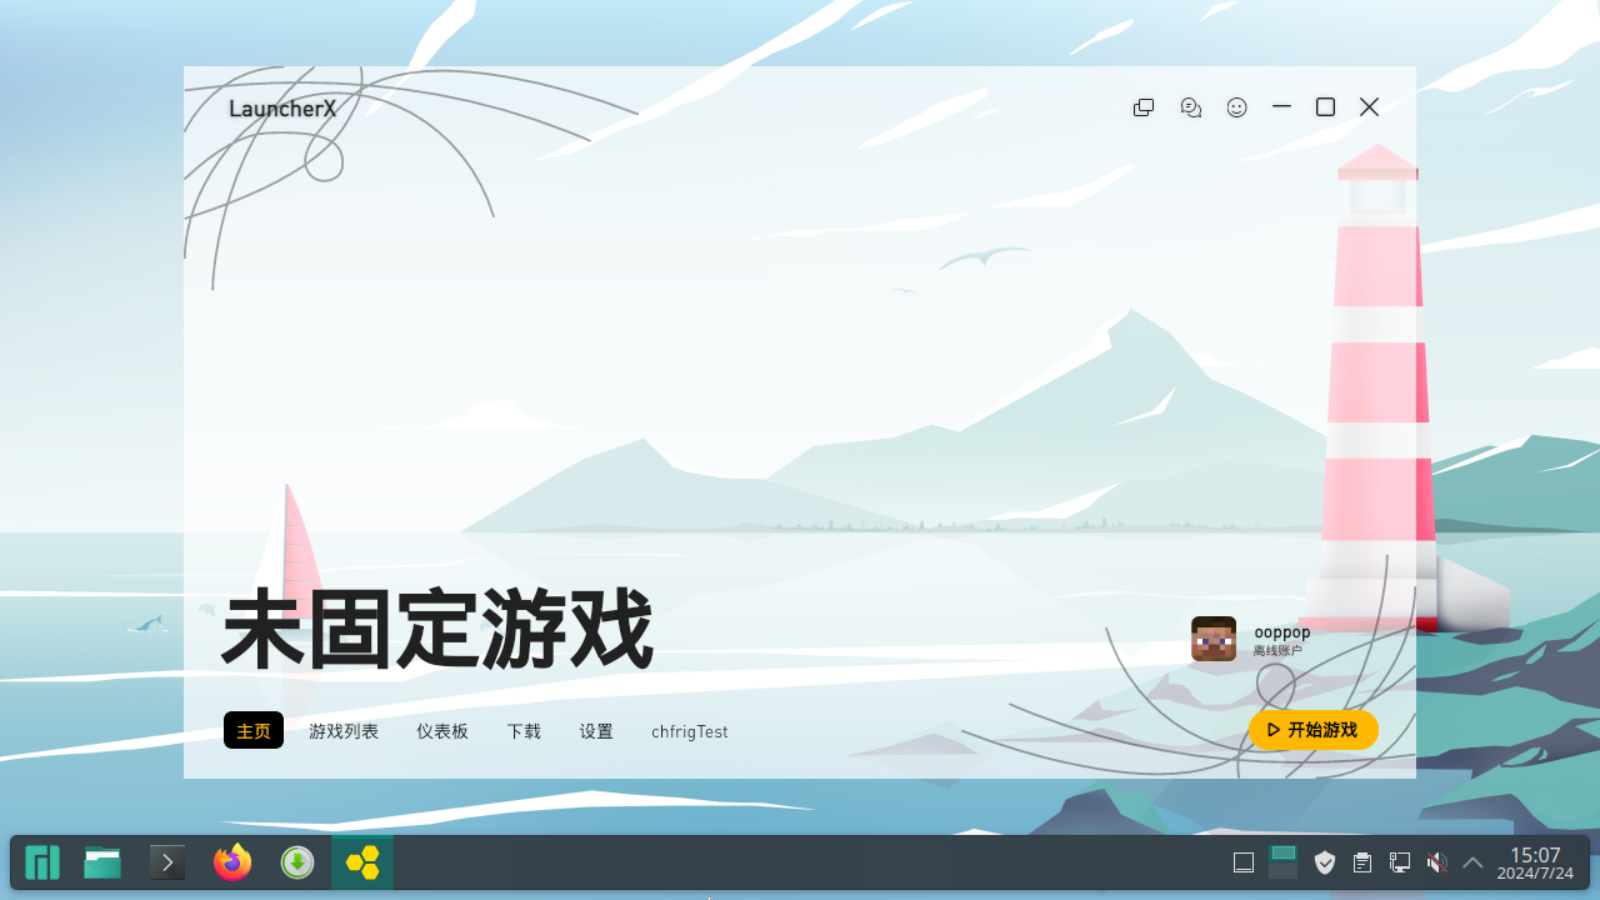 LauncherX
未固定游戏
ooppop
离线账户
主页 游戏列表 仪表板 下载 设置 chfrigTest
开始游戏
15:07
2024/7/24